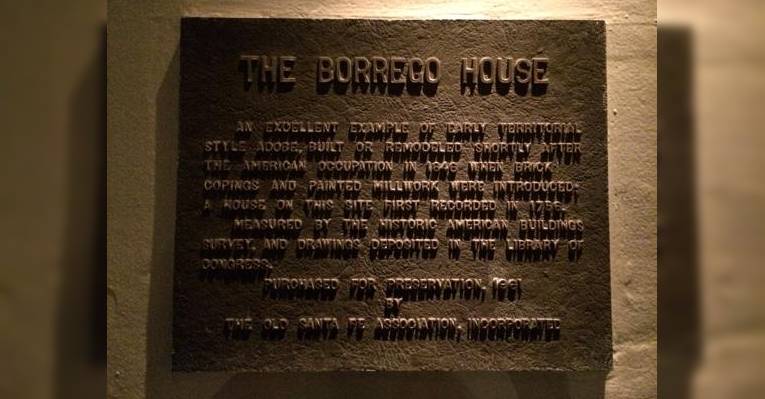 THE BORREGO HOUSE
AN EXCELLENT EXAMPLE OF EARLY TERRITORIAL
STYLE ADOBE, BUILT OR REMODELED SHORTLY AFTER
THE AMERICAN OCCUPATION IN 1846 WHEN BRICK
COPINGS AND PAINTED MILLWORK WERE INTRODUCED.
A HOUSE ON THIS SITE FIRST RECORDED IN
MEASURED BY THE HISTORIC AMERICAN BUILDINGS
SURVEY, AND DRAWINGS DEPOSITED IN THE LIBRARY OF
CONGRESS.
PURCHASED FOR PRESERVATION, 1961
BY
THE OLD SANTA FE ASSOCIATION, INCORPORATED